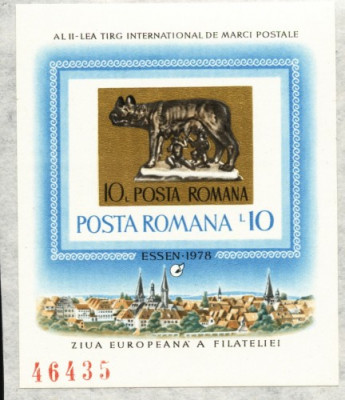 AL II-LEA TIRG INTERNATIONAL DE MARCI POSTALE
10L POSTA ROMANA
POSTA ROMANA L10
ESSEN-1978
ZIUA EUROPEANĂ A FILATELIEI
46435